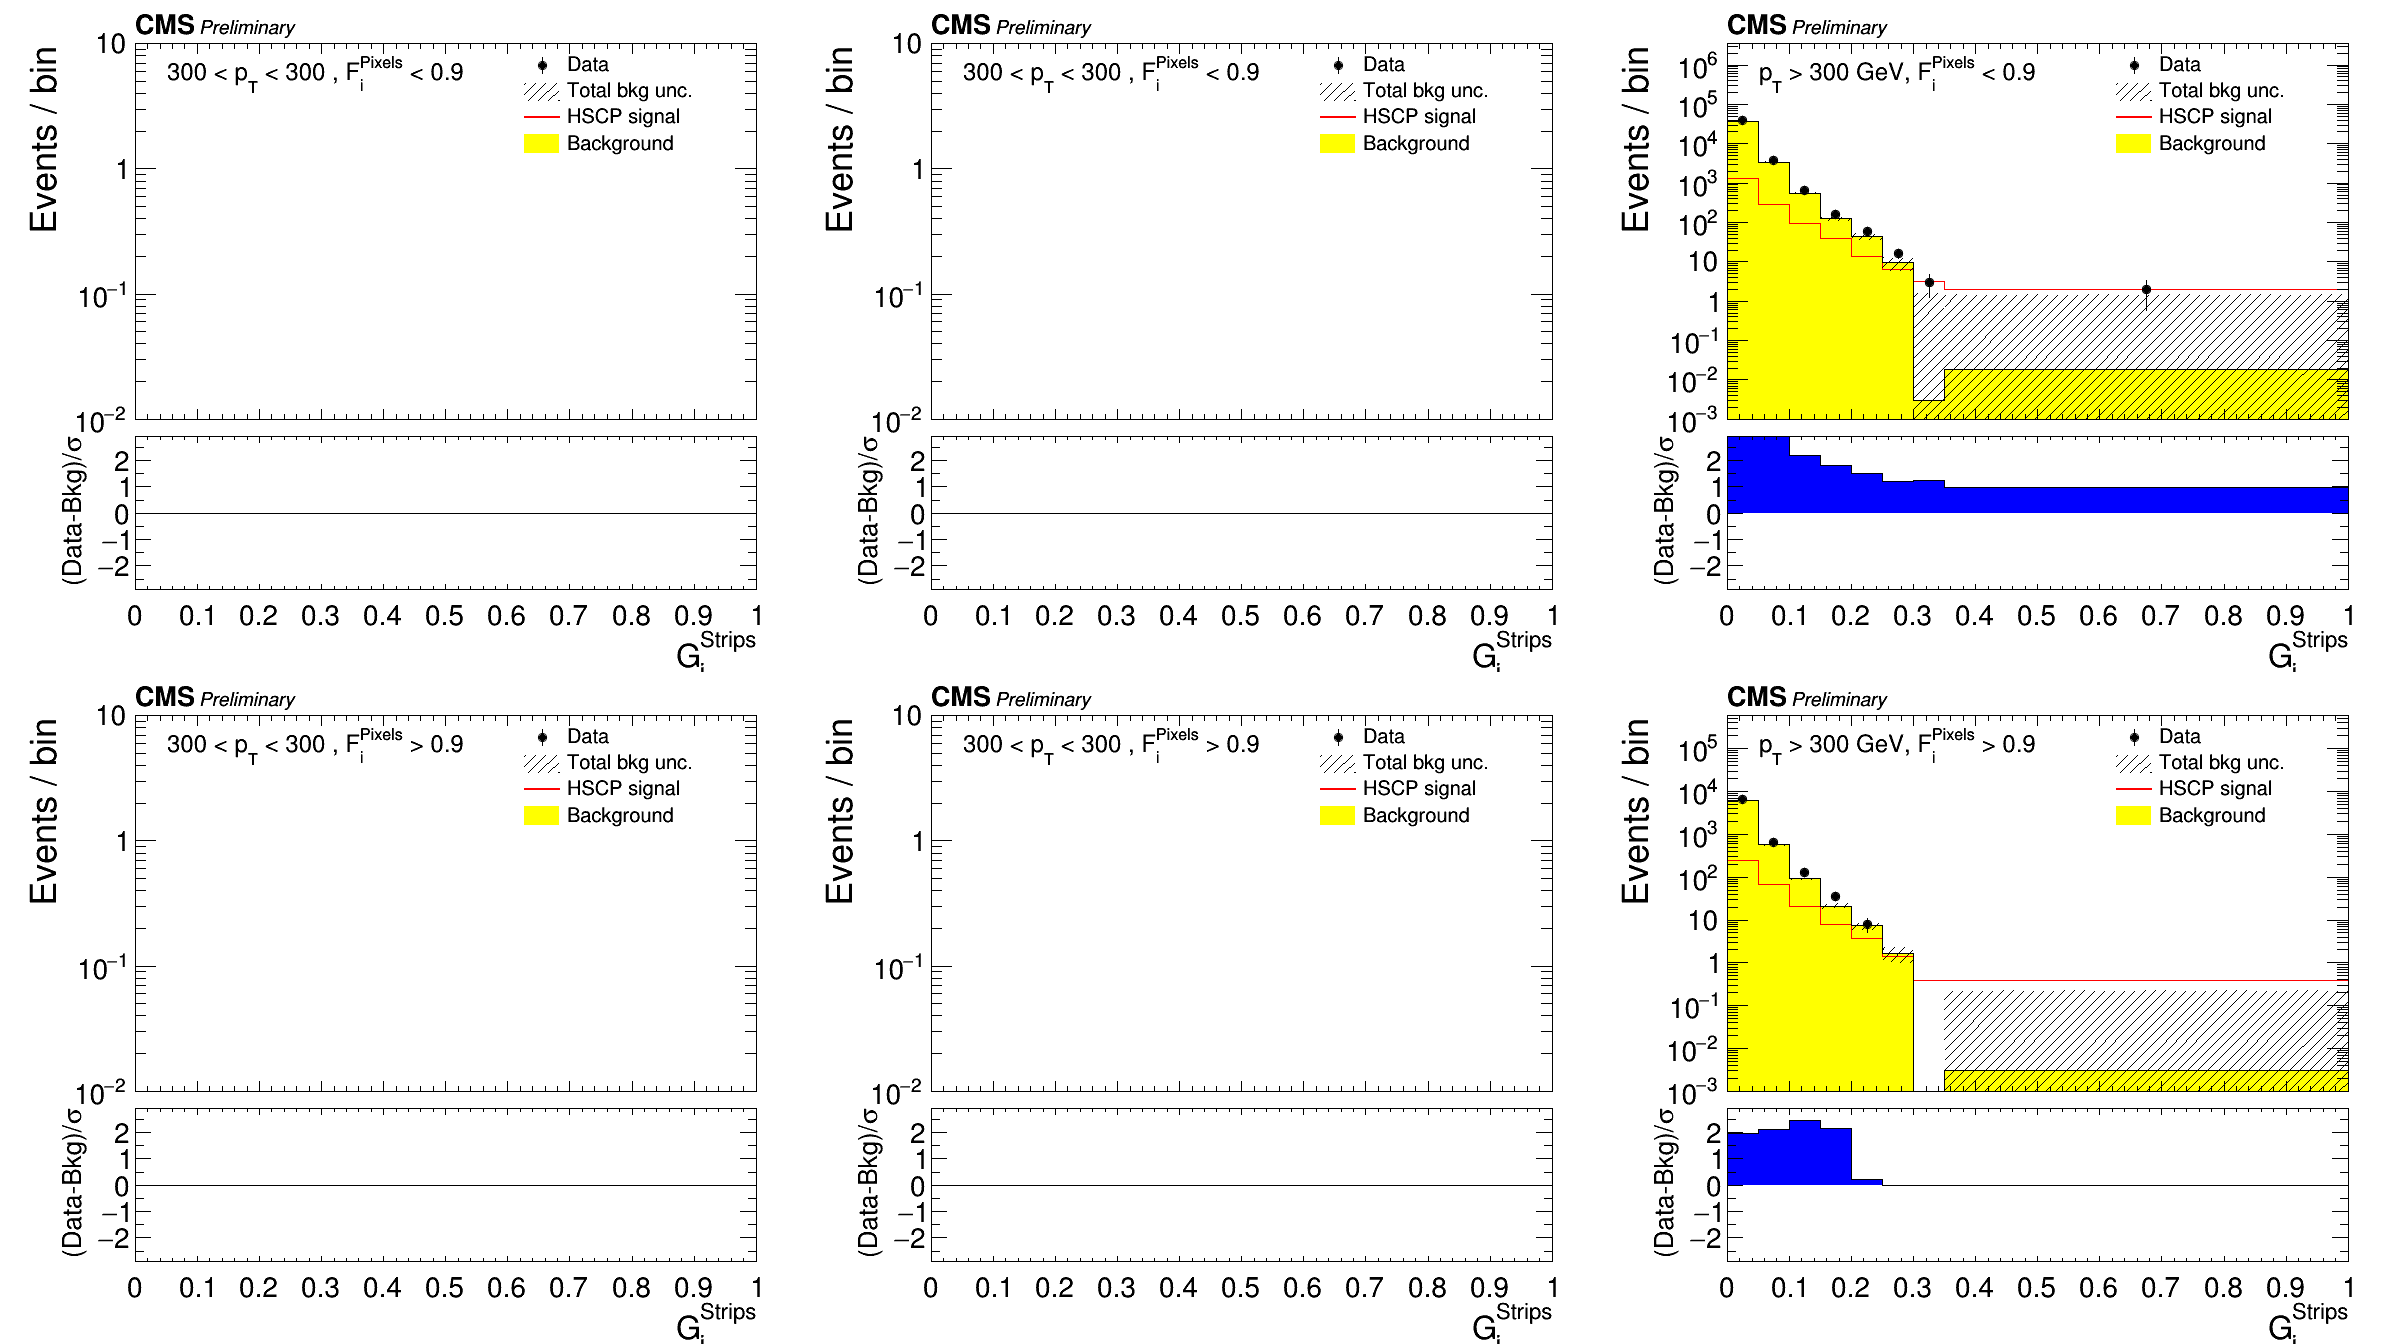 CMS Preliminary
300 < p_T < 300 , F_i^Pixels < 0.9
Data
Total bkg unc.
HSCP signal
Background
Events / bin
10
1
10^−1
10^−2
(Data-Bkg)/σ
2
1
0
−1
−2
0 0.1 0.2 0.3 0.4 0.5 0.6 0.7 0.8 0.9 1
G_i^Strips
CMS Preliminary
300 < p_T < 300 , F_i^Pixels < 0.9
Data
Total bkg unc.
HSCP signal
Background
Events / bin
10
1
10^−1
10^−2
(Data-Bkg)/σ
2
1
0
−1
−2
0 0.1 0.2 0.3 0.4 0.5 0.6 0.7 0.8 0.9 1
G_i^Strips
CMS Preliminary
p_T > 300 GeV, F_i^Pixels < 0.9
Data
Total bkg unc.
HSCP signal
Background
Events / bin
10^6
10^5
10^4
10^3
10^2
10
1
10^−1
10^−2
10^−3
(Data-Bkg)/σ
2
1
0
−1
−2
0 0.1 0.2 0.3 0.4 0.5 0.6 0.7 0.8 0.9 1
G_i^Strips
CMS Preliminary
300 < p_T < 300 , F_i^Pixels > 0.9
Data
Total bkg unc.
HSCP signal
Background
Events / bin
10
1
10^−1
10^−2
(Data-Bkg)/σ
2
1
0
−1
−2
0 0.1 0.2 0.3 0.4 0.5 0.6 0.7 0.8 0.9 1
G_i^Strips
CMS Preliminary
300 < p_T < 300 , F_i^Pixels > 0.9
Data
Total bkg unc.
HSCP signal
Background
Events / bin
10
1
10^−1
10^−2
(Data-Bkg)/σ
2
1
0
−1
−2
0 0.1 0.2 0.3 0.4 0.5 0.6 0.7 0.8 0.9 1
G_i^Strips
CMS Preliminary
p_T > 300 GeV, F_i^Pixels > 0.9
Data
Total bkg unc.
HSCP signal
Background
Events / bin
10^5
10^4
10^3
10^2
10
1
10^−1
10^−2
10^−3
(Data-Bkg)/σ
2
1
0
−1
−2
0 0.1 0.2 0.3 0.4 0.5 0.6 0.7 0.8 0.9 1
G_i^Strips